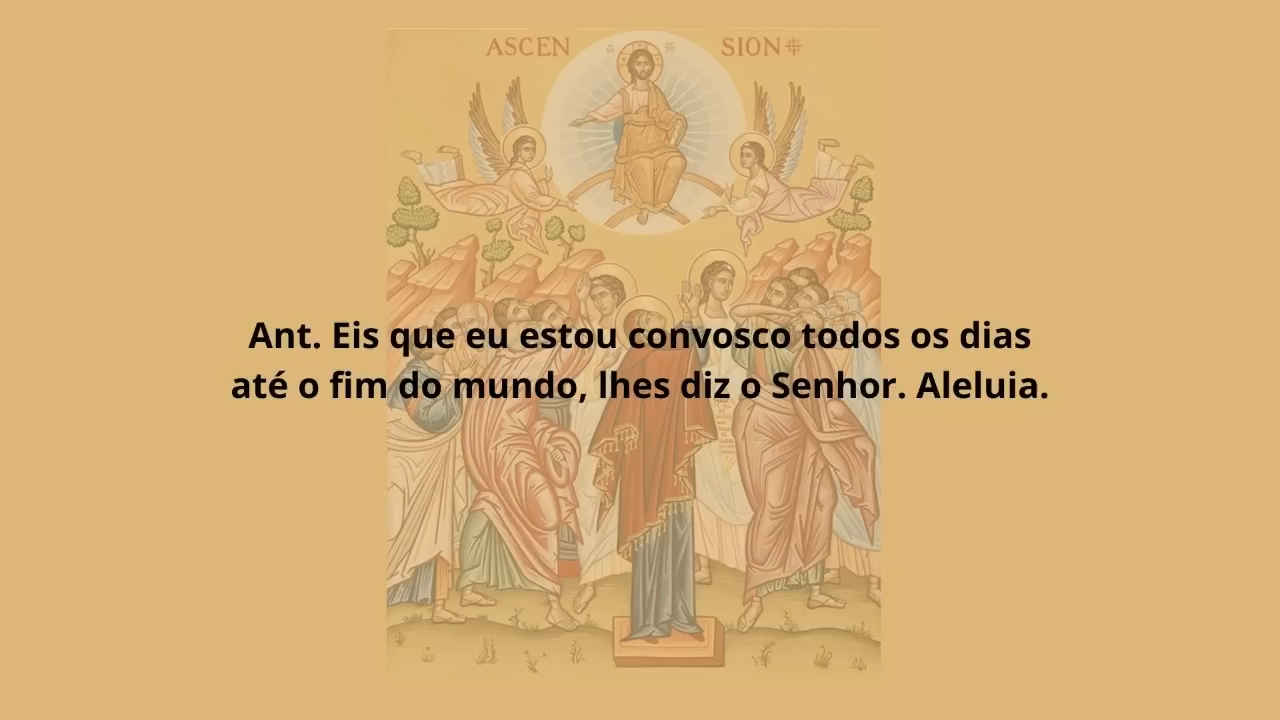 ASCEN SION
Ant. Eis que eu estou convosco todos os dias
até o fim do mundo, lhes diz o Senhor. Aleluia.